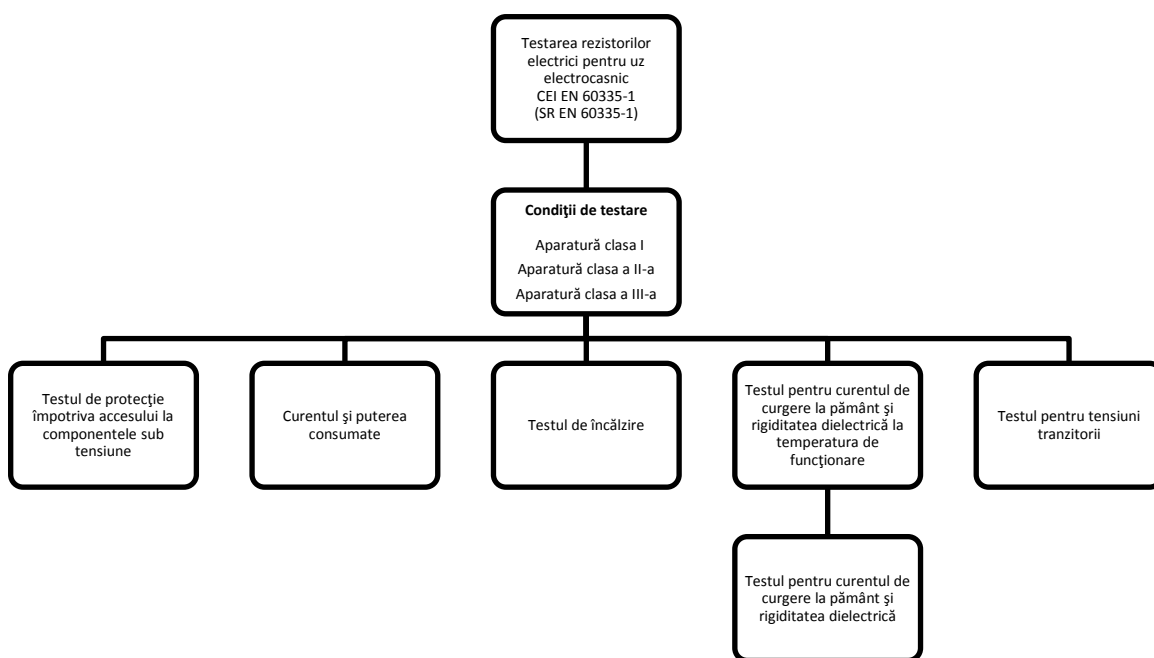 Testarea rezistorilor
electrici pentru uz
electrocasnic
CEI EN 60335-1
(SR EN 60335-1)
Condiţii de testare
Aparatură clasa I
Aparatură clasa a II-a
Aparatură clasa a III-a
Testul de protecţie
împotriva accesului la
componentele sub
tensiune
Curentul şi puterea
consumate
Testul de încălzire
Testul pentru curentul de
curgere la pământ şi
rigiditatea dielectrică la
temperatura de
funcţionare
Testul pentru tensiuni
tranzitorii
Testul pentru curentul de
curgere la pământ şi
rigiditatea dielectrică